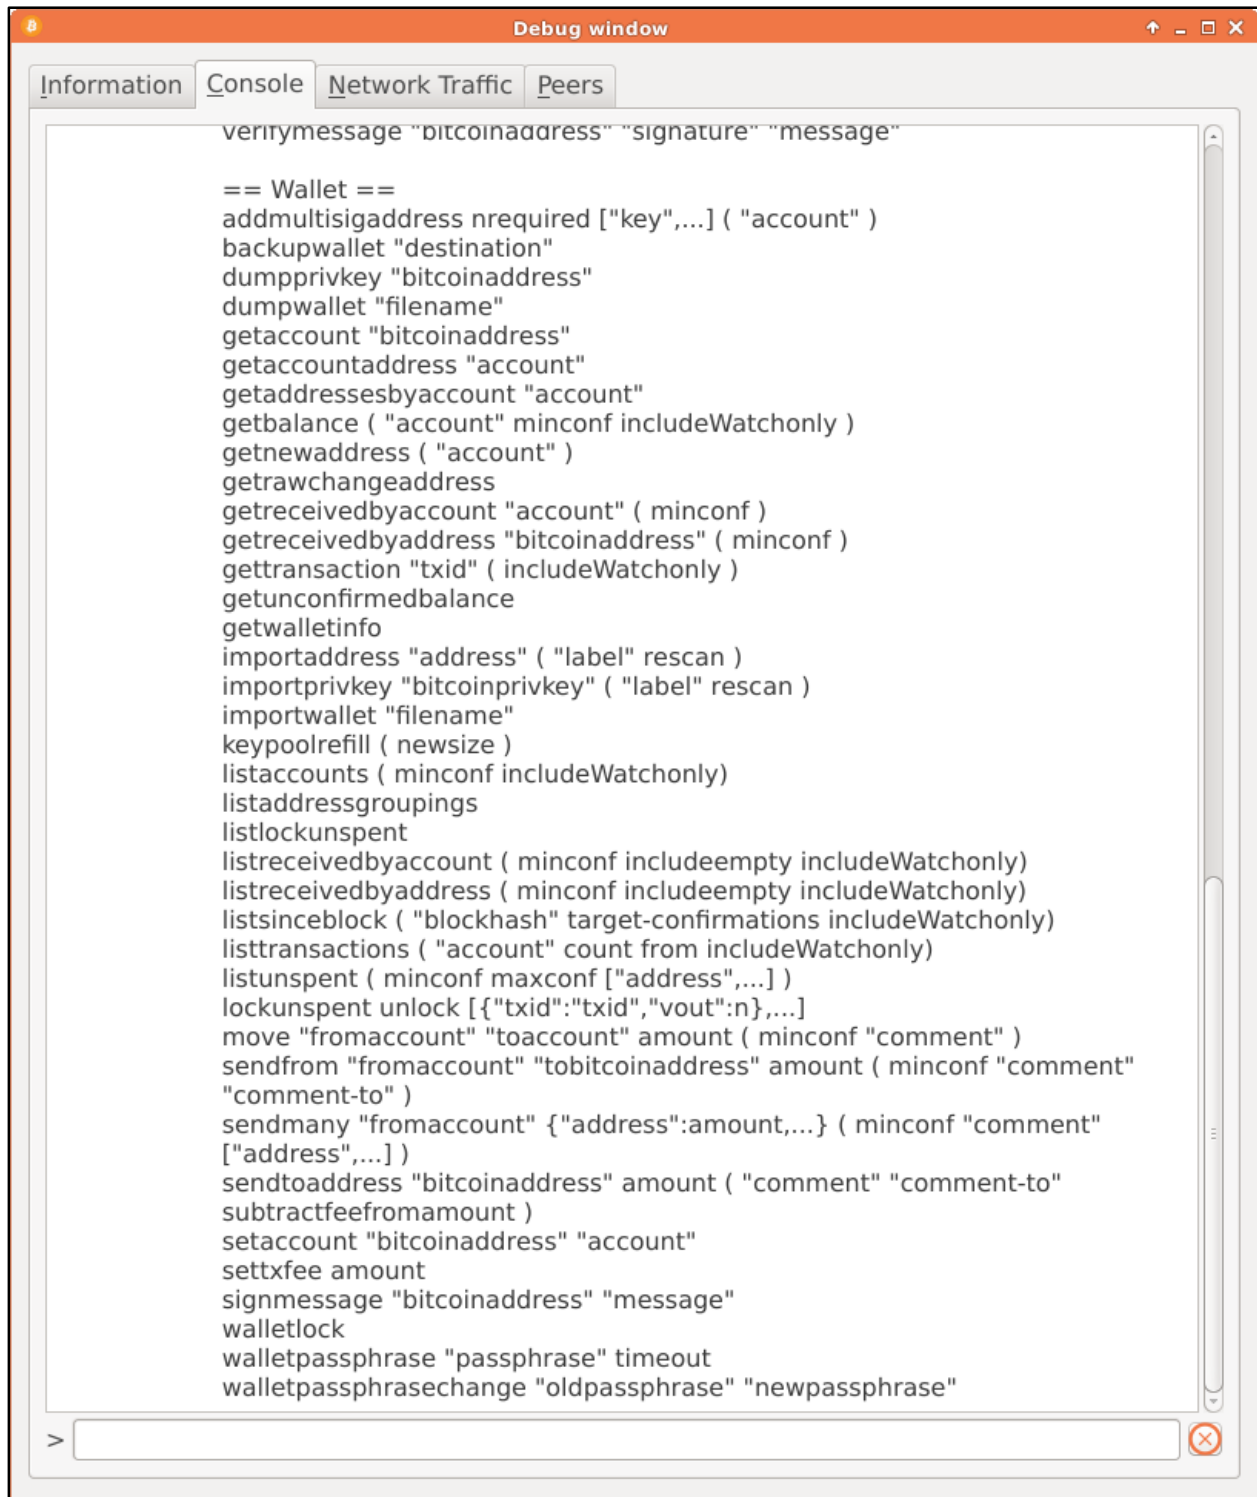 Debug window
Information Console Network Traffic Peers
verifymessage "bitcoinaddress" "signature" "message"
== Wallet ==
addmultisigaddress nrequired ["key",...] ( "account" )
backupwallet "destination"
dumpprivkey "bitcoinaddress"
dumpwallet "filename"
getaccount "bitcoinaddress"
getaccountaddress "account"
getaddressesbyaccount "account"
getbalance ( "account" minconf includeWatchonly )
getnewaddress ( "account" )
getrawchangeaddress
getreceivedbyaccount "account" ( minconf )
getreceivedbyaddress "bitcoinaddress" ( minconf )
gettransaction "txid" ( includeWatchonly )
getunconfirmedbalance
getwalletinfo
importaddress "address" ( "label" rescan )
importprivkey "bitcoinprivkey" ( "label" rescan )
importwallet "filename"
keypoolrefill ( newsize )
listaccounts ( minconf includeWatchonly)
listaddressgroupings
listlockunspent
listreceivedbyaccount ( minconf includeempty includeWatchonly)
listreceivedbyaddress ( minconf includeempty includeWatchonly)
listsinceblock ( "blockhash" target-confirmations includeWatchonly)
listtransactions ( "account" count from includeWatchonly)
listunspent ( minconf maxconf ["address",...] )
lockunspent unlock [{"txid":"txid","vout":n},...]
move "fromaccount" "toaccount" amount ( minconf "comment" )
sendfrom "fromaccount" "tobitcoinaddress" amount ( minconf "comment"
"comment-to" )
sendmany "fromaccount" {"address":amount,...} ( minconf "comment"
["address",...] )
sendtoaddress "bitcoinaddress" amount ( "comment" "comment-to"
subtractfeefromamount )
setaccount "bitcoinaddress" "account"
settxfee amount
signmessage "bitcoinaddress" "message"
walletlock
walletpassphrase "passphrase" timeout
walletpassphrasechange "oldpassphrase" "newpassphrase"
>